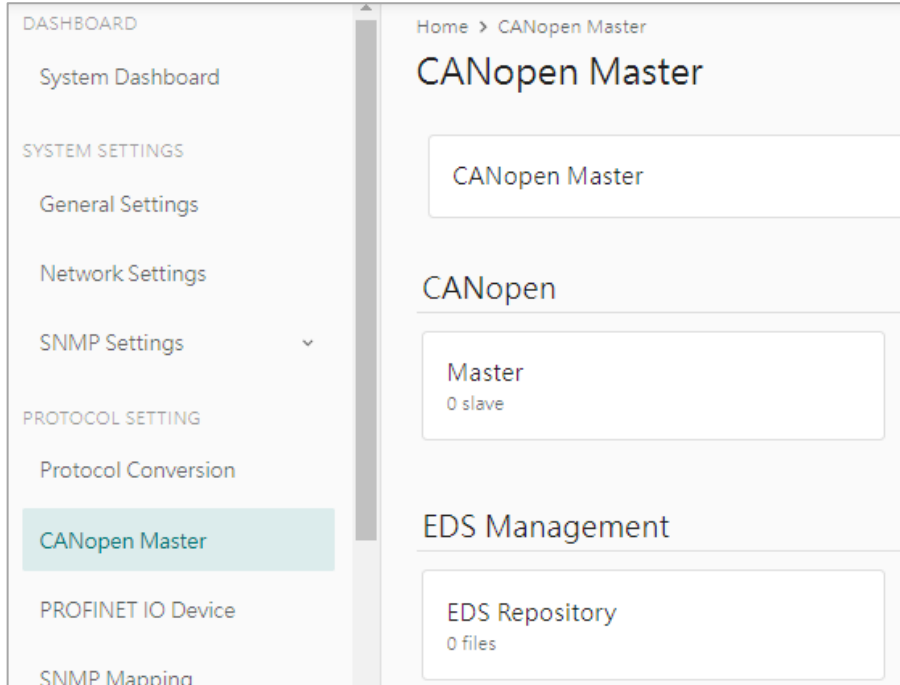 DASHBOARD
System Dashboard
SYSTEM SETTINGS
General Settings
Network Settings
SNMP Settings
PROTOCOL SETTING
Protocol Conversion
CANopen Master
PROFINET IO Device
SNMP Mapping
Home > CANopen Master
CANopen Master
CANopen Master
CANopen
Master
0 slave
EDS Management
EDS Repository
0 files